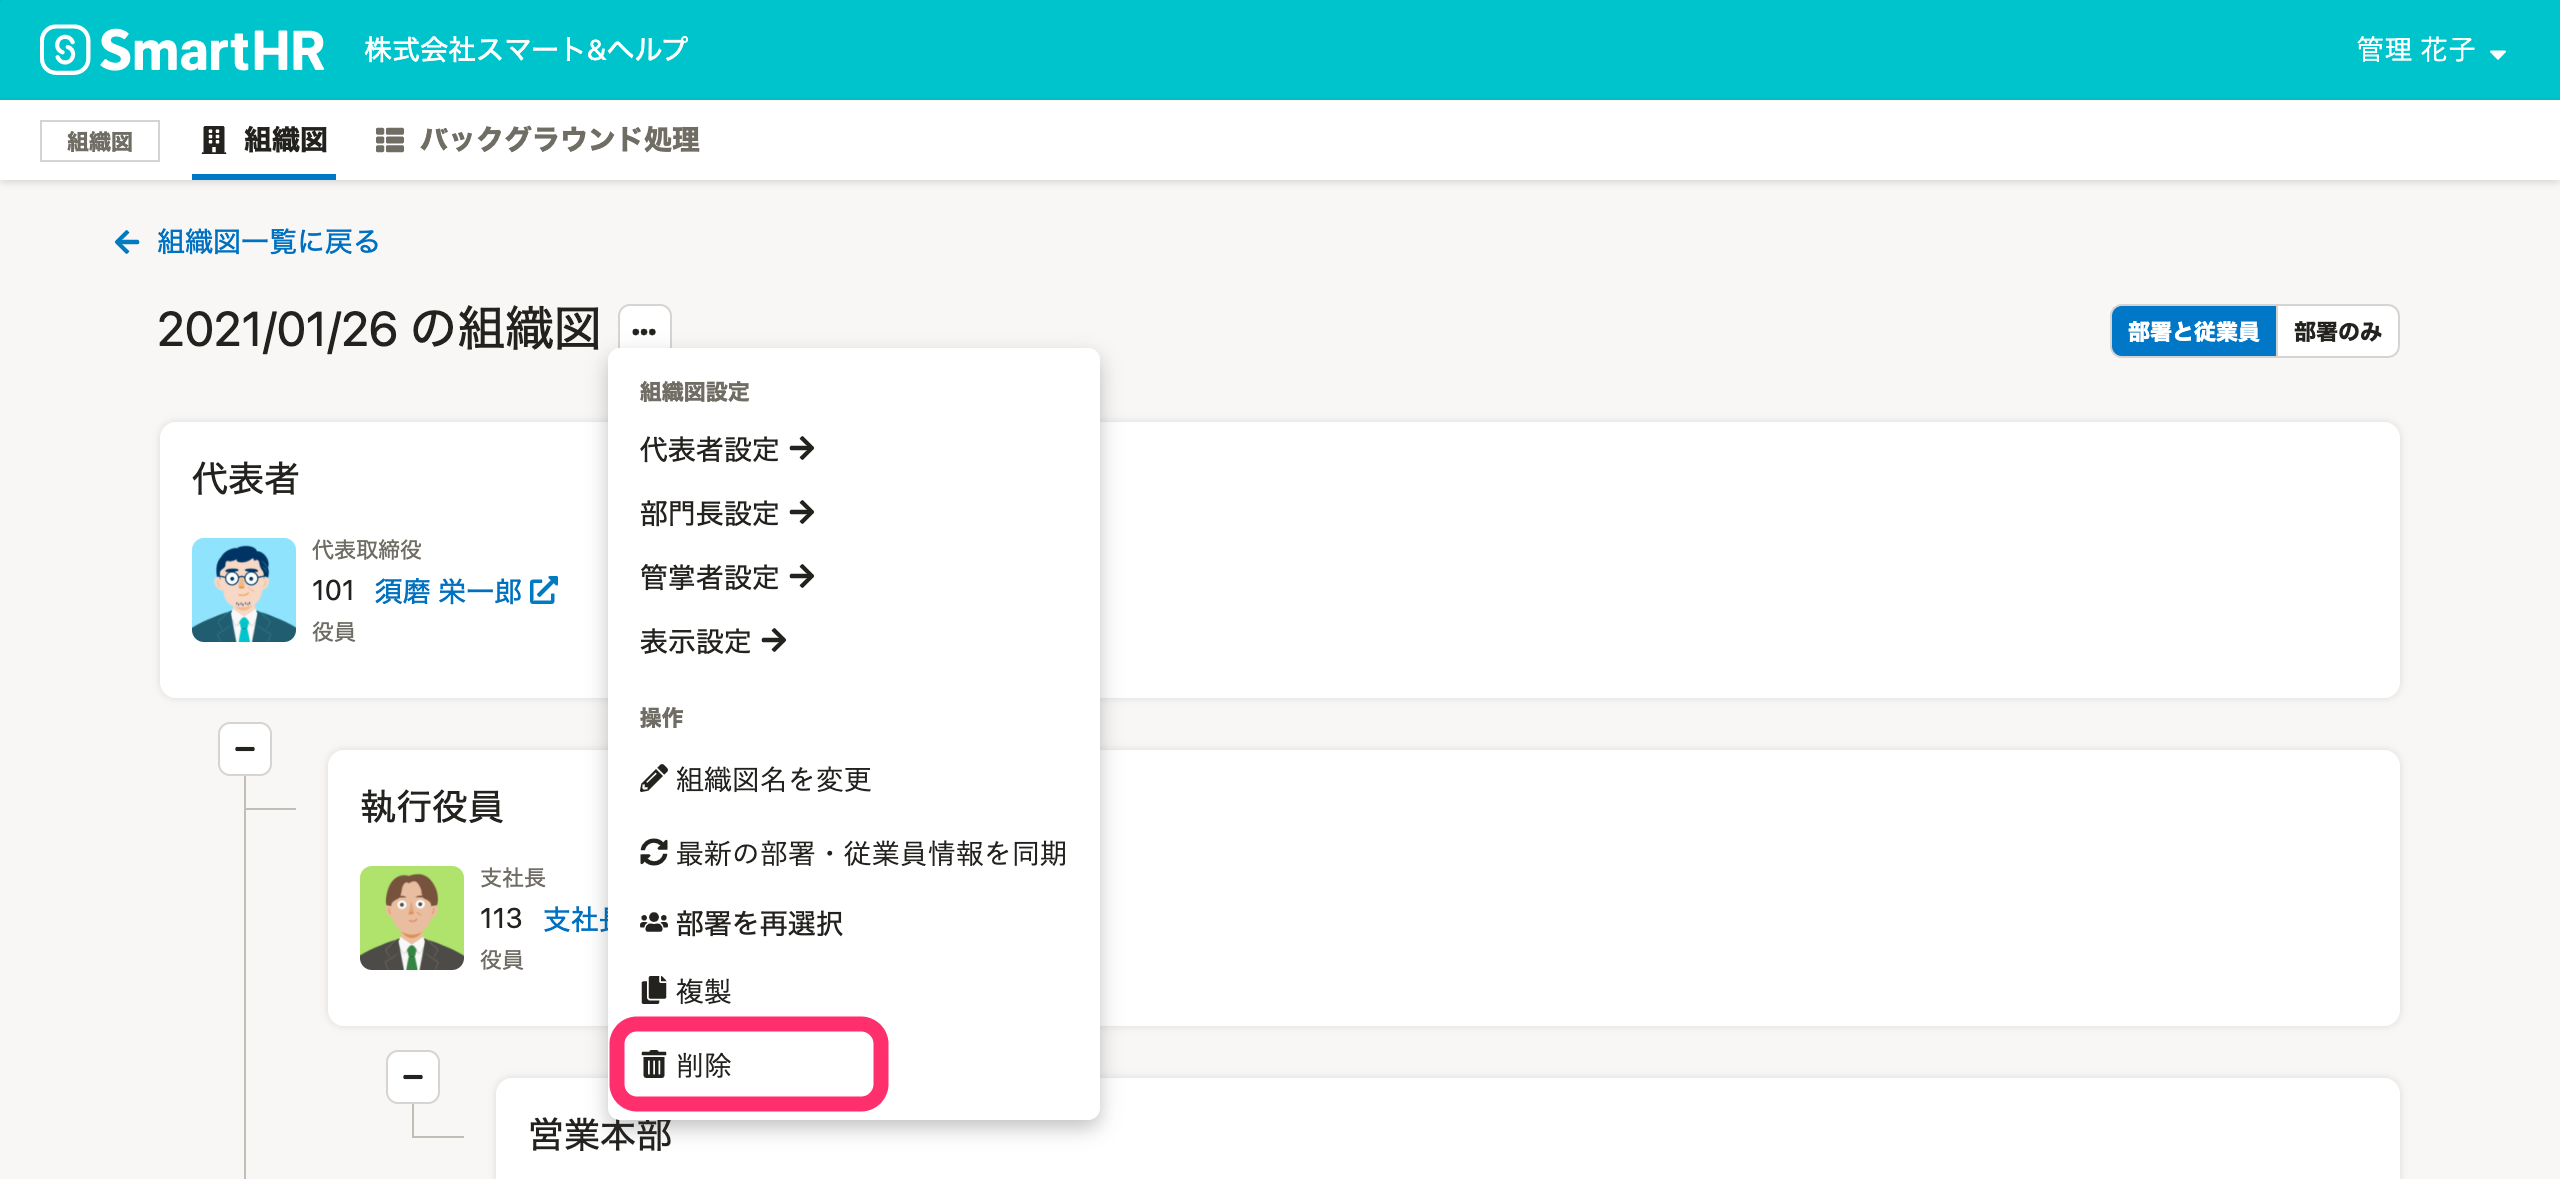 SmartHR 株式会社スマート&ヘルプ 管理 花子
組織図 組織図 バックグラウンド処理
組織図一覧に戻る
2021/01/26 の組織図
部署と従業員 部署のみ
組織図設定
代表者設定
部門長設定
管掌者設定
表示設定
操作
組織図名を変更
最新の部署・従業員情報を同期
部署を再選択
複製
削除
代表者
代表取締役
101 須磨 栄一郎
役員
執行役員
支社長
113 支社長
役員
営業本部